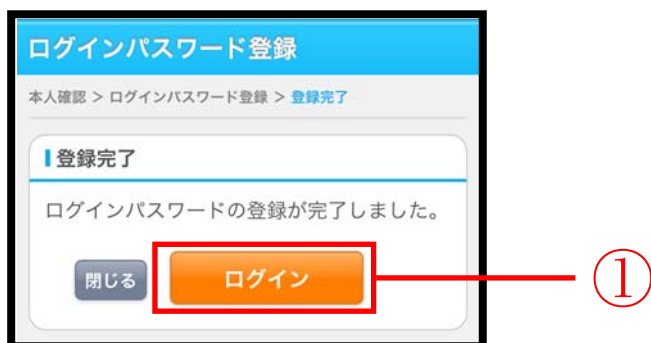 ログインパスワード登録
本人確認 > ログインパスワード登録 > 登録完了
登録完了
ログインパスワードの登録が完了しました。
閉じる ログイン ①